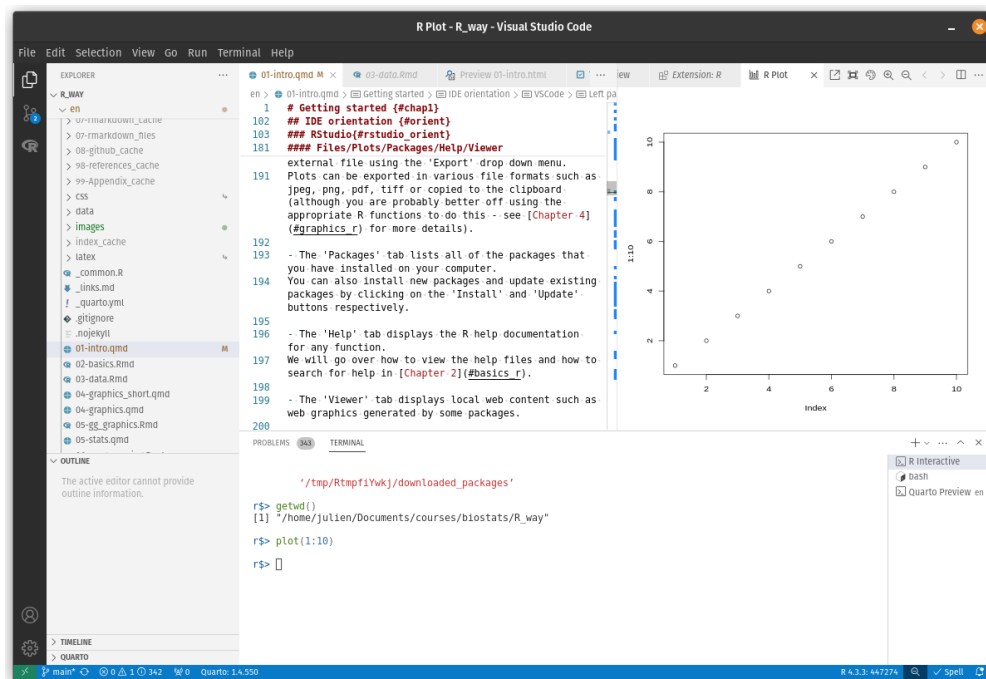 R Plot - R_way - Visual Studio Code
File Edit Selection View Go Run Terminal Help
EXPLORER
R_WAY
en
07-rmarkdown_cache
07-rmarkdown_files
08-github_cache
98-references_cache
99-Appendix_cache
css
data
images
index_cache
latex
_common.R
_links.md
_quarto.yml
.gitignore
.nojekyll
01-intro.qmd M
02-basics.Rmd
03-data.Rmd
04-graphics_short.qmd
04-graphics.qmd
05-gg_graphics.Rmd
05-stats.qmd
OUTLINE
The active editor cannot provide
outline information.
TIMELINE
QUARTO
01-intro.qmd M 03-data.Rmd Preview 01-intro.html
en > 01-intro.qmd > Getting started > IDE orientation > VSCode > Left pa
1 # Getting started {#chap1}
102 ## IDE orientation {#orient}
103 ### RStudio{#rstudio_orient}
181 #### Files/Plots/Packages/Help/Viewer
external file using the 'Export' drop down menu.
191 Plots can be exported in various file formats such as
jpeg, png, pdf, tiff or copied to the clipboard
(although you are probably better off using the
appropriate R functions to do this - see [Chapter 4]
(#graphics_r) for more details).
192
193 - The 'Packages' tab lists all of the packages that
you have installed on your computer.
194 You can also install new packages and update existing
packages by clicking on the 'Install' and 'Update'
buttons respectively.
195
196 - The 'Help' tab displays the R help documentation
for any function.
197 We will go over how to view the help files and how to
search for help in [Chapter 2](#basics_r).
198
199 - The 'Viewer' tab displays local web content such as
web graphics generated by some packages.
200
iew Extension: R R Plot
10
8
6
4
2
1:10
2 4 6 8 10
Index
PROBLEMS 343 TERMINAL
'/tmp/RtmpfiYwkj/downloaded_packages'
r$> getwd()
[1] "/home/julien/Documents/courses/biostats/R_way"
r$> plot(1:10)
r$>
R Interactive
bash
Quarto Preview en
main* 0 1 342 0 Quarto: 1.4.550
R 4.3.3: 447274 Spell